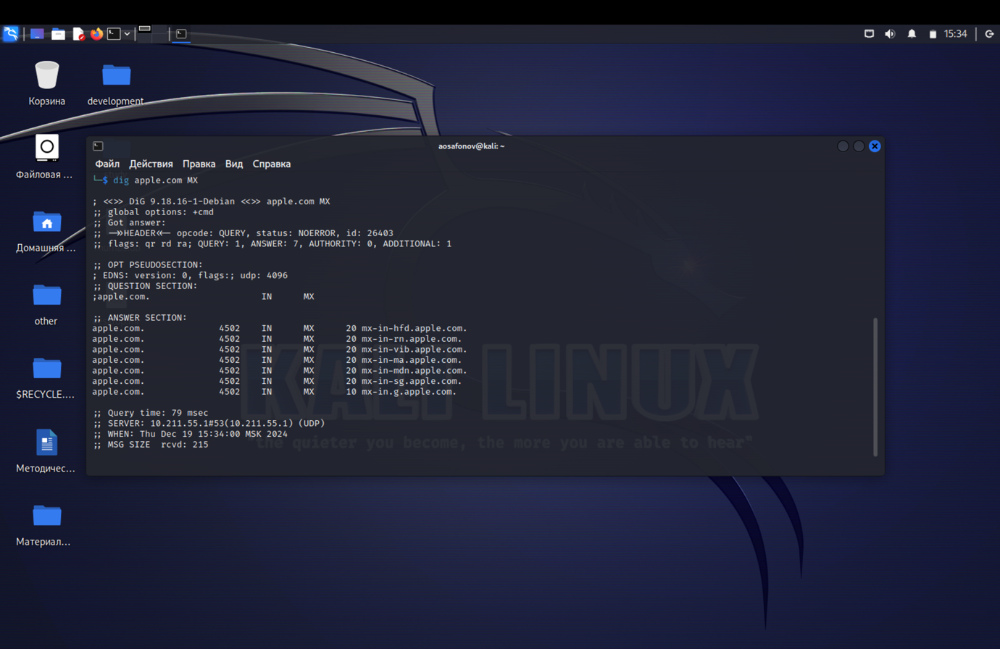 15:34
Корзина
development
Файловая ...
Домашняя ...
other
$RECYCLE....
Методичес...
Материал...
aosafonov@kali: ~
Файл Действия Правка Вид Справка
└─$ dig apple.com MX
; <<>> DiG 9.18.16-1-Debian <<>> apple.com MX
;; global options: +cmd
;; Got answer:
;; ->>HEADER<<- opcode: QUERY, status: NOERROR, id: 26403
;; flags: qr rd ra; QUERY: 1, ANSWER: 7, AUTHORITY: 0, ADDITIONAL: 1
;; OPT PSEUDOSECTION:
; EDNS: version: 0, flags:; udp: 4096
;; QUESTION SECTION:
;apple.com. IN MX
;; ANSWER SECTION:
apple.com. 4502 IN MX 20 mx-in-hfd.apple.com.
apple.com. 4502 IN MX 20 mx-in-rn.apple.com.
apple.com. 4502 IN MX 20 mx-in-vib.apple.com.
apple.com. 4502 IN MX 20 mx-in-ma.apple.com.
apple.com. 4502 IN MX 20 mx-in-mdn.apple.com.
apple.com. 4502 IN MX 20 mx-in-sg.apple.com.
apple.com. 4502 IN MX 10 mx-in.g.apple.com.
;; Query time: 79 msec
;; SERVER: 10.211.55.1#53(10.211.55.1) (UDP)
;; WHEN: Thu Dec 19 15:34:00 MSK 2024
;; MSG SIZE rcvd: 215
KALI LINUX
"the quieter you become, the more you are able to hear"